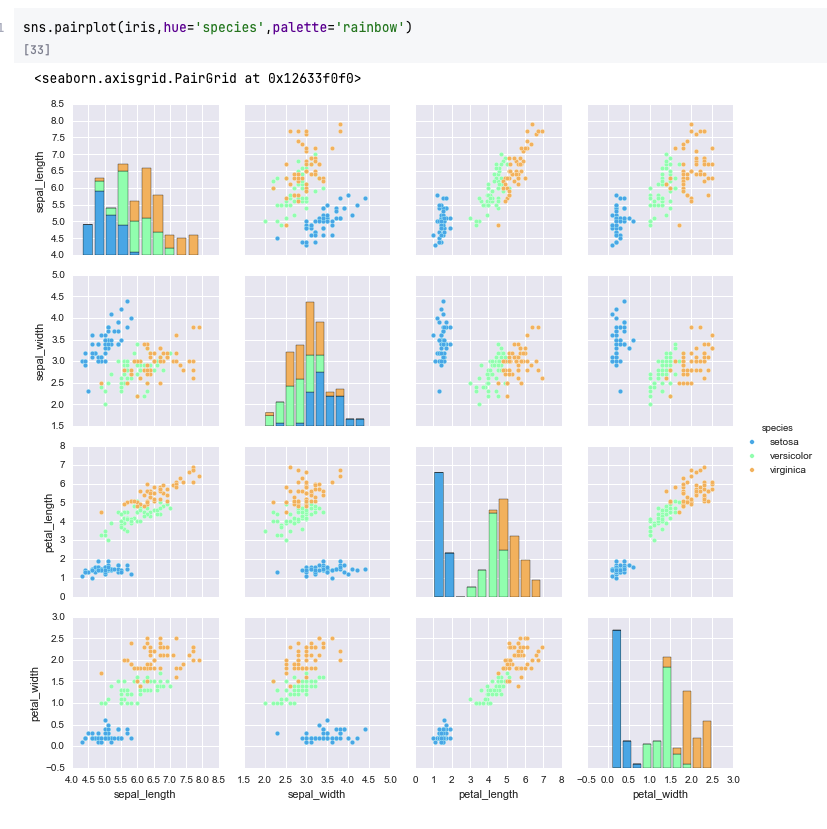 sns.pairplot(iris,hue='species',palette='rainbow')
[33]
<seaborn.axisgrid.PairGrid at 0x12633f0f0>
8.5
8.0
7.5
7.0
6.5
6.0
5.5
5.0
4.5
4.0
sepal_length
5.0
4.5
4.0
3.5
3.0
2.5
2.0
1.5
sepal_width
species
setosa
versicolor
virginica
8
7
6
5
4
3
2
1
0
petal_length
3.0
2.5
2.0
1.5
1.0
0.5
0.0
−0.5
petal_width
4.0 4.5 5.0 5.5 6.0 6.5 7.0 7.5 8.0 8.5
sepal_length
1.5 2.0 2.5 3.0 3.5 4.0 4.5 5.0
sepal_width
0 1 2 3 4 5 6 7 8
petal_length
−0.5 0.0 0.5 1.0 1.5 2.0 2.5 3.0
petal_width